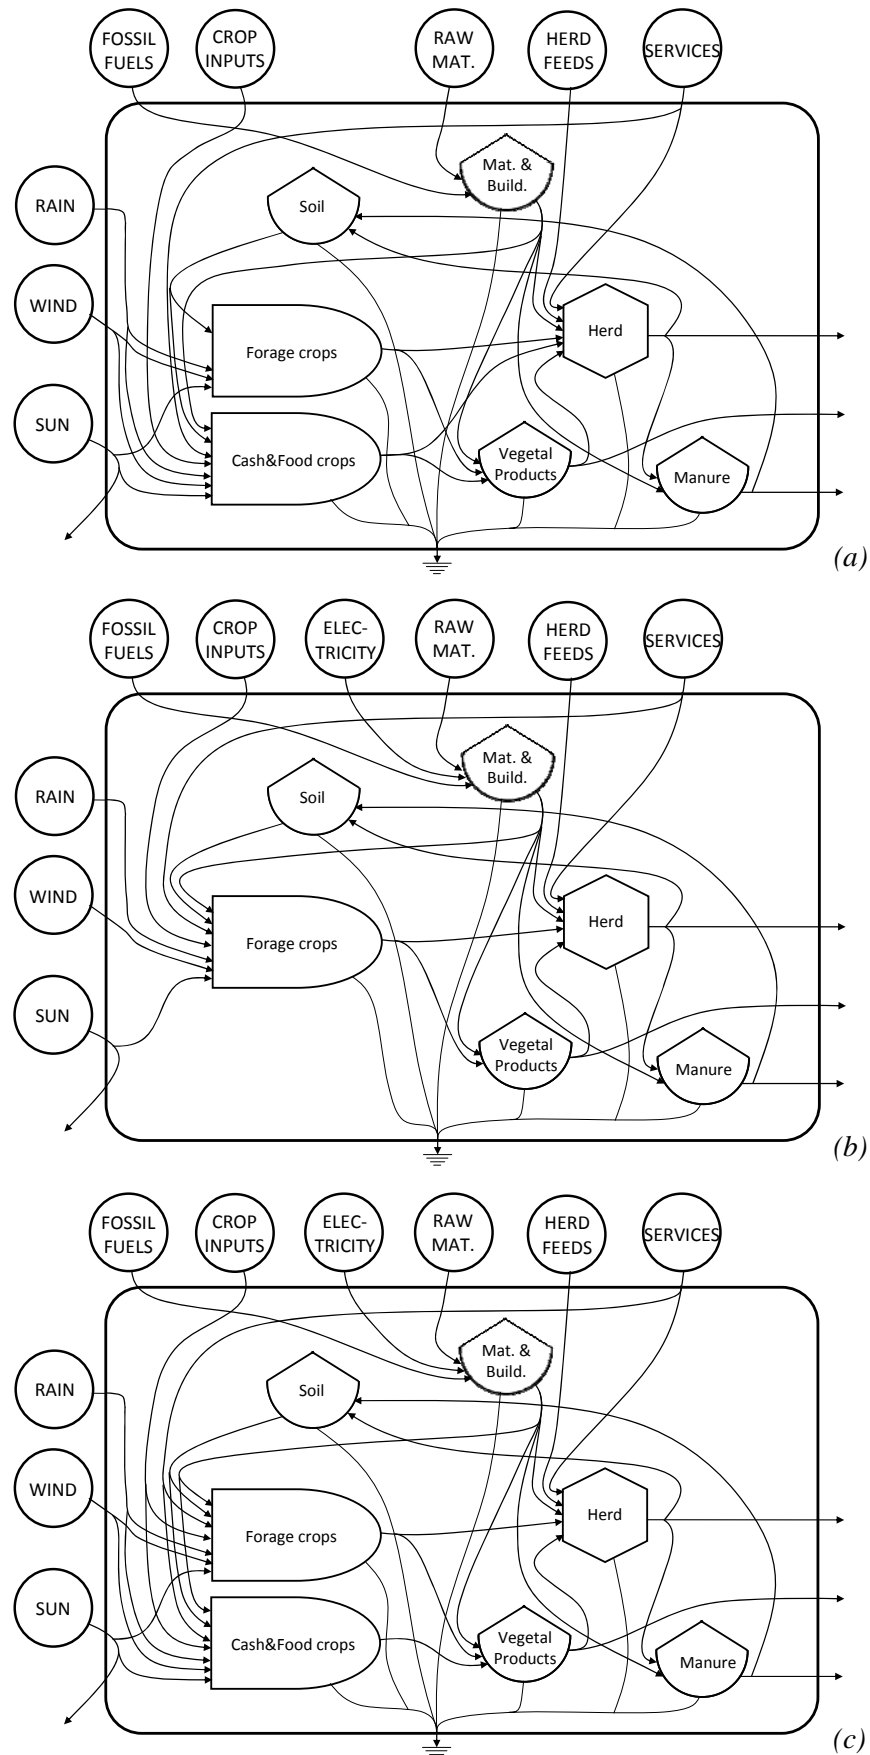 FOSSIL
FUELS
CROP
INPUTS
RAW
MAT.
HERD
FEEDS
SERVICES
RAIN
WIND
SUN
Mat. &
Build.
Soil
Forage crops
Herd
Cash&Food crops
Vegetal
Products
Manure
(a)
FOSSIL
FUELS
CROP
INPUTS
ELEC-
TRICITY
RAW
MAT.
HERD
FEEDS
SERVICES
RAIN
WIND
SUN
Mat. &
Build.
Soil
Forage crops
Herd
Vegetal
Products
Manure
(b)
FOSSIL
FUELS
CROP
INPUTS
ELEC-
TRICITY
RAW
MAT.
HERD
FEEDS
SERVICES
RAIN
WIND
SUN
Mat. &
Build.
Soil
Forage crops
Herd
Cash&Food crops
Vegetal
Products
Manure
(c)